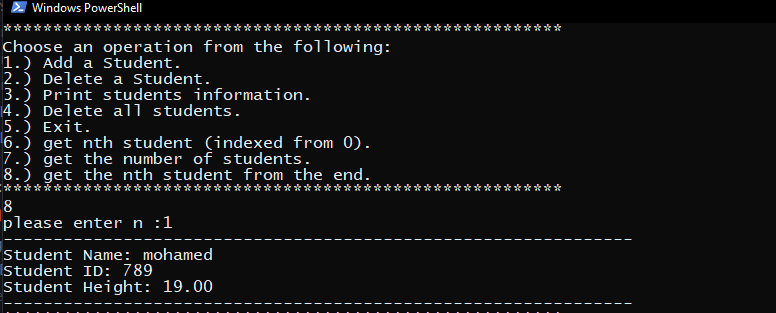 Windows PowerShell
********************************************************
Choose an operation from the following:
1.) Add a Student.
2.) Delete a Student.
3.) Print students information.
4.) Delete all students.
5.) Exit.
6.) get nth student (indexed from 0).
7.) get the number of students.
8.) get the nth student from the end.
********************************************************
8
please enter n :1
---------------------------------------------------------------
Student Name: mohamed
Student ID: 789
Student Height: 19.00
---------------------------------------------------------------